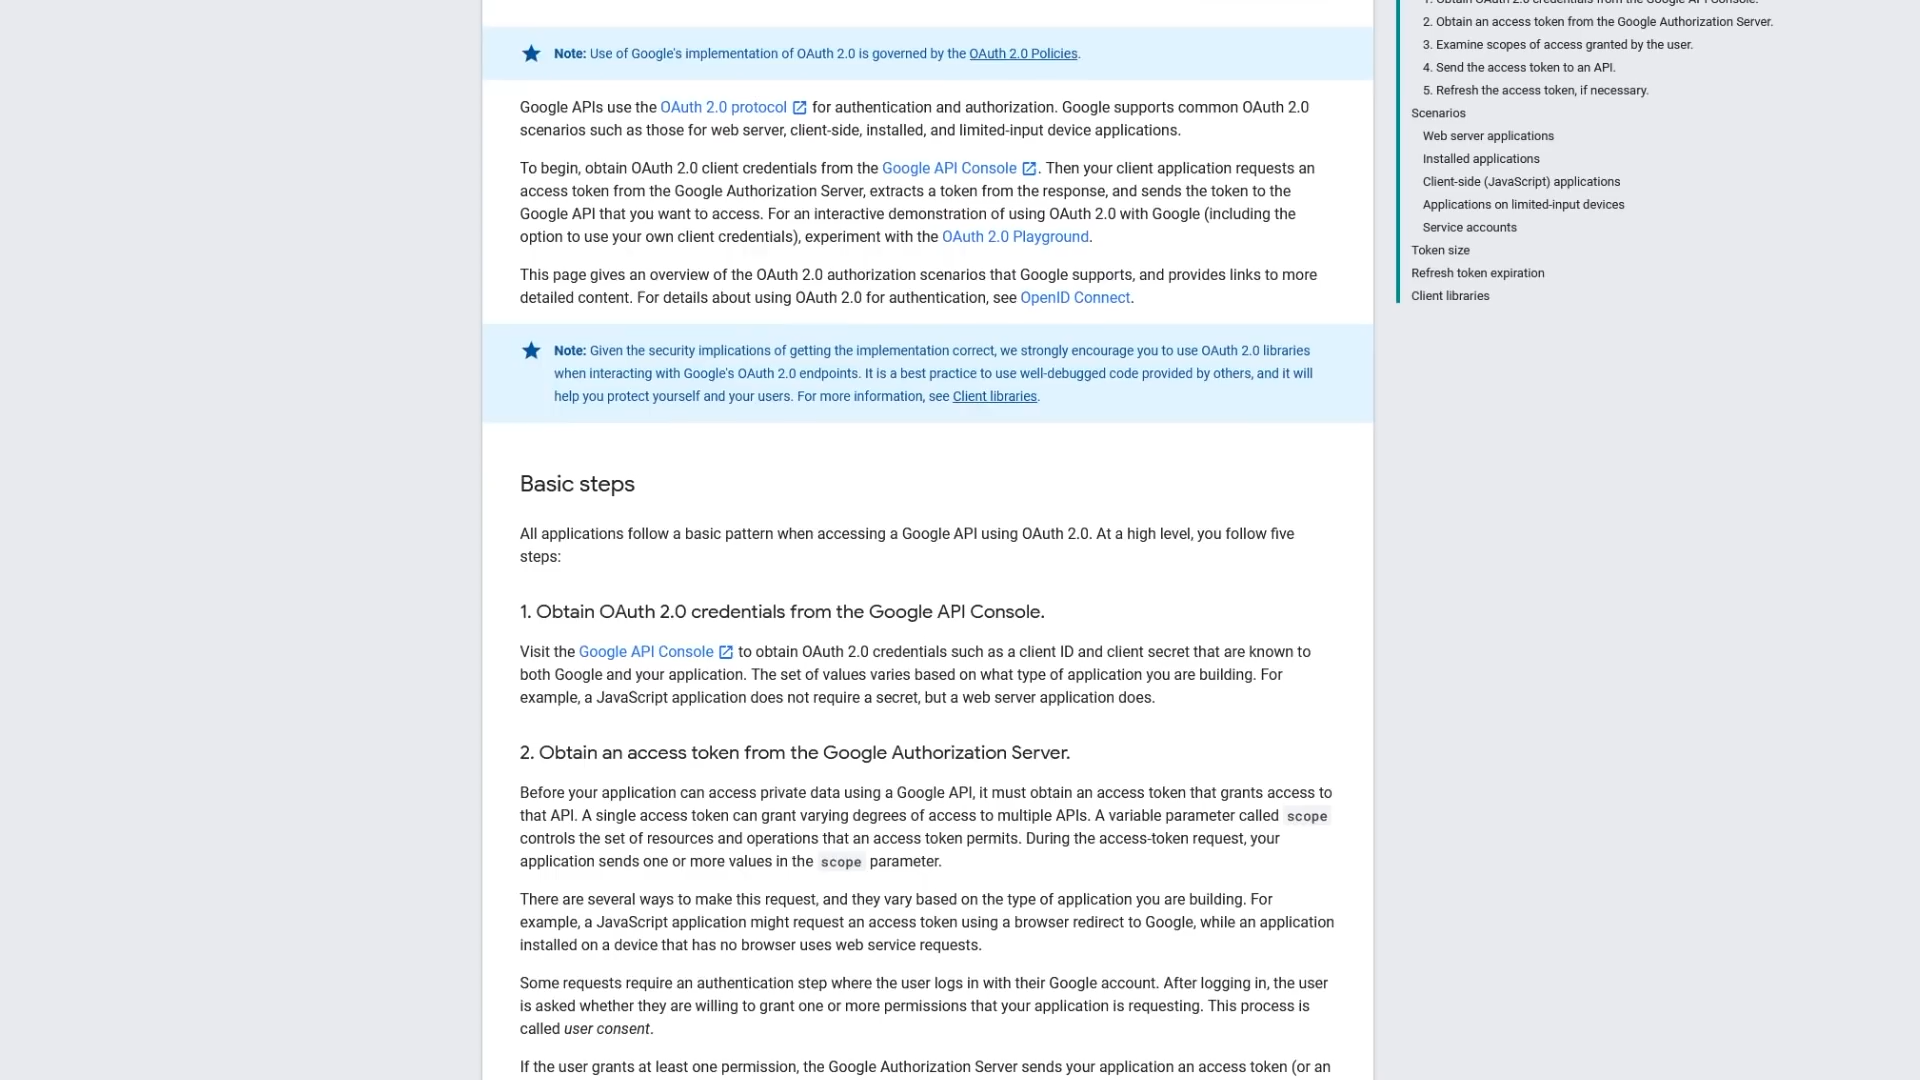 Note: Use of Google's implementation of OAuth 2.0 is governed by the OAuth 2.0 Policies.
Google APIs use the OAuth 2.0 protocol for authentication and authorization. Google supports common OAuth 2.0
scenarios such as those for web server, client-side, installed, and limited-input device applications.
To begin, obtain OAuth 2.0 client credentials from the Google API Console. Then your client application requests an
access token from the Google Authorization Server, extracts a token from the response, and sends the token to the
Google API that you want to access. For an interactive demonstration of using OAuth 2.0 with Google (including the
option to use your own client credentials), experiment with the OAuth 2.0 Playground.
This page gives an overview of the OAuth 2.0 authorization scenarios that Google supports, and provides links to more
detailed content. For details about using OAuth 2.0 for authentication, see OpenID Connect.
Note: Given the security implications of getting the implementation correct, we strongly encourage you to use OAuth 2.0 libraries
when interacting with Google's OAuth 2.0 endpoints. It is a best practice to use well-debugged code provided by others, and it will
help you protect yourself and your users. For more information, see Client libraries.
Basic steps
All applications follow a basic pattern when accessing a Google API using OAuth 2.0. At a high level, you follow five
steps:
1. Obtain OAuth 2.0 credentials from the Google API Console.
Visit the Google API Console to obtain OAuth 2.0 credentials such as a client ID and client secret that are known to
both Google and your application. The set of values varies based on what type of application you are building. For
example, a JavaScript application does not require a secret, but a web server application does.
2. Obtain an access token from the Google Authorization Server.
Before your application can access private data using a Google API, it must obtain an access token that grants access to
that API. A single access token can grant varying degrees of access to multiple APIs. A variable parameter called scope
controls the set of resources and operations that an access token permits. During the access-token request, your
application sends one or more values in the scope parameter.
There are several ways to make this request, and they vary based on the type of application you are building. For
example, a JavaScript application might request an access token using a browser redirect to Google, while an application
installed on a device that has no browser uses web service requests.
Some requests require an authentication step where the user logs in with their Google account. After logging in, the user
is asked whether they are willing to grant one or more permissions that your application is requesting. This process is
called user consent.
If the user grants at least one permission, the Google Authorization Server sends your application an access token (or an
1. Obtain OAuth 2.0 credentials from the Google API Console.
2. Obtain an access token from the Google Authorization Server.
3. Examine scopes of access granted by the user.
4. Send the access token to an API.
5. Refresh the access token, if necessary.
Scenarios
Web server applications
Installed applications
Client-side (JavaScript) applications
Applications on limited-input devices
Service accounts
Token size
Refresh token expiration
Client libraries